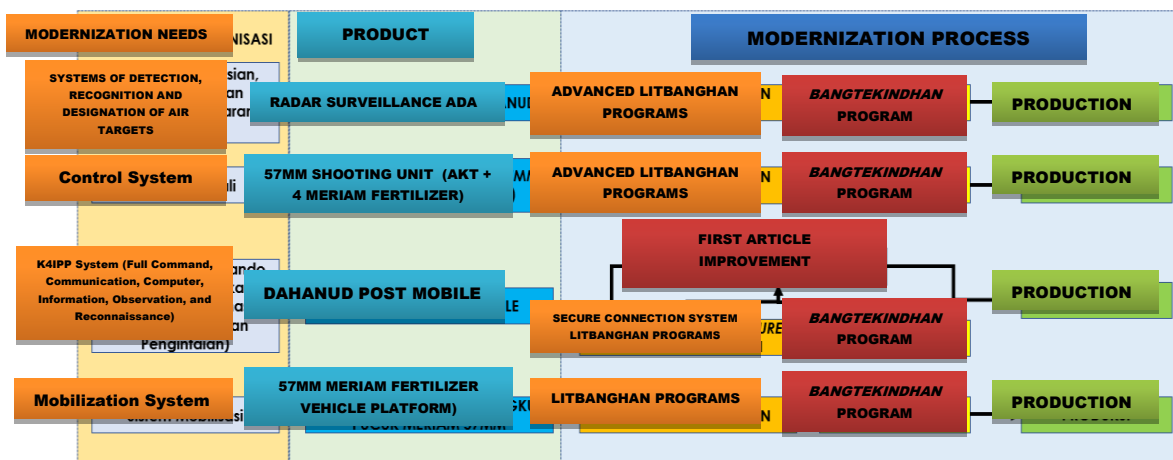 MODERNIZATION NEEDS
NISASI
PRODUCT
MODERNIZATION PROCESS
SYSTEMS OF DETECTION,
RECOGNITION AND
DESIGNATION OF AIR
TARGETS
RADAR SURVEILLANCE ADA
ADVANCED LITBANGHAN
PROGRAMS
BANGTEKINDHAN
PROGRAM
PRODUCTION
Control System
57MM SHOOTING UNIT (AKT +
4 MERIAM FERTILIZER)
ADVANCED LITBANGHAN
PROGRAMS
BANGTEKINDHAN
PROGRAM
PRODUCTION
FIRST ARTICLE
IMPROVEMENT
K4IPP System (Full Command,
Communication, Computer,
Information, Observation, and
Reconnaissance)
Pengintaian)
DAHANUD POST MOBILE
SECURE CONNECTION SYSTEM
LITBANGHAN PROGRAMS
BANGTEKINDHAN
PROGRAM
PRODUCTION
Mobilization System
57MM MERIAM FERTILIZER
VEHICLE PLATFORM)
LITBANGHAN PROGRAMS
BANGTEKINDHAN
PROGRAM
PRODUCTION